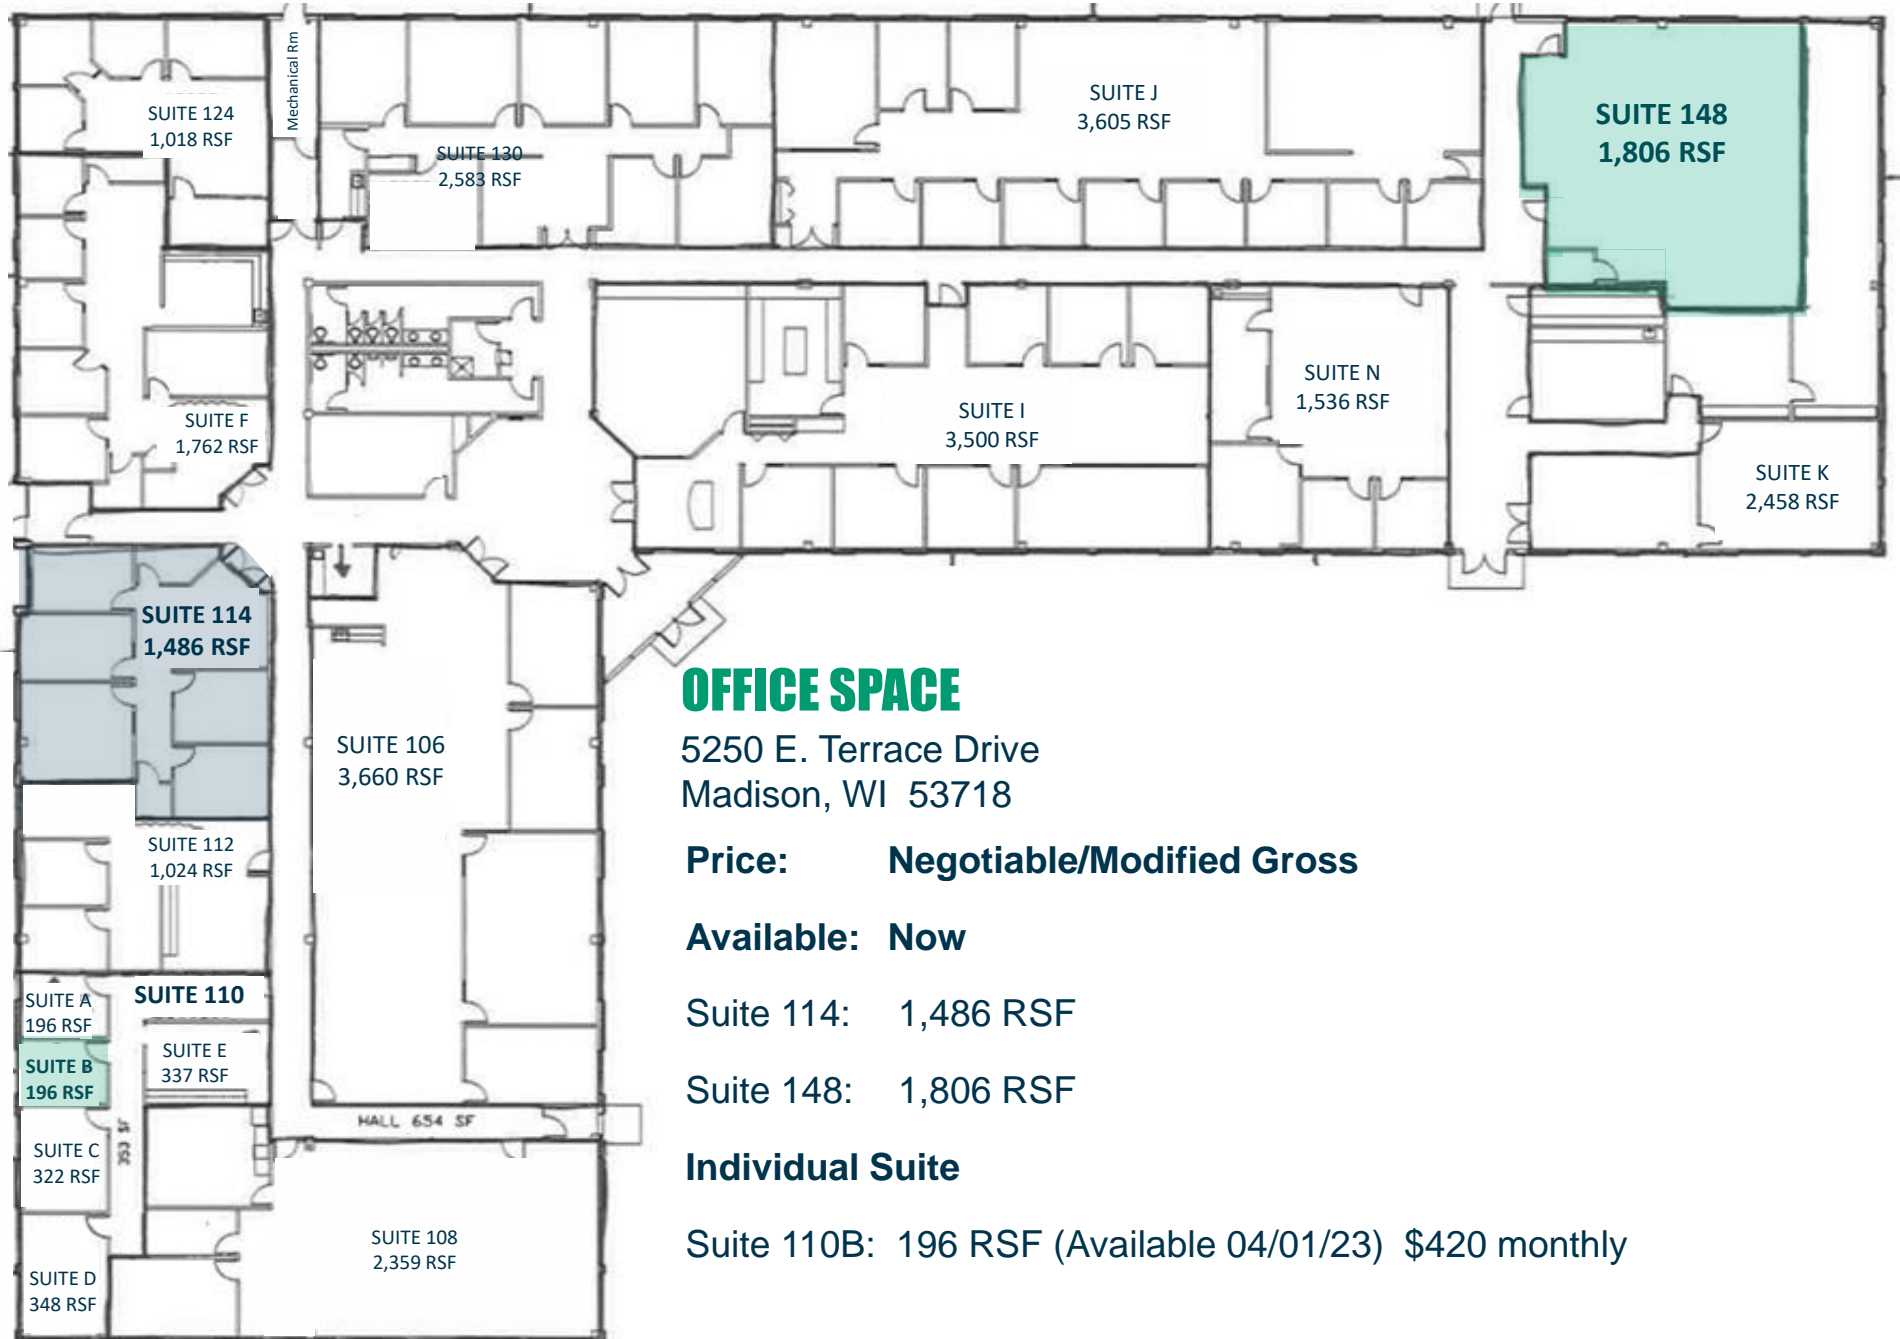 Mechanical Rm
SUITE 124
1,018 RSF
SUITE 130
2,583 RSF
SUITE J
3,605 RSF
SUITE 148
1,806 RSF
SUITE F
1,762 RSF
SUITE I
3,500 RSF
SUITE N
1,536 RSF
SUITE K
2,458 RSF
SUITE 114
1,486 RSF
SUITE 106
3,660 RSF
SUITE 112
1,024 RSF
SUITE 110
SUITE A
196 RSF
SUITE B
196 RSF
SUITE E
337 RSF
353 SF
SUITE C
322 RSF
SUITE D
348 RSF
HALL 654 SF
SUITE 108
2,359 RSF
OFFICE SPACE
5250 E. Terrace Drive
Madison, WI 53718
Price: Negotiable/Modified Gross
Available: Now
Suite 114: 1,486 RSF
Suite 148: 1,806 RSF
Individual Suite
Suite 110B: 196 RSF (Available 04/01/23) $420 monthly